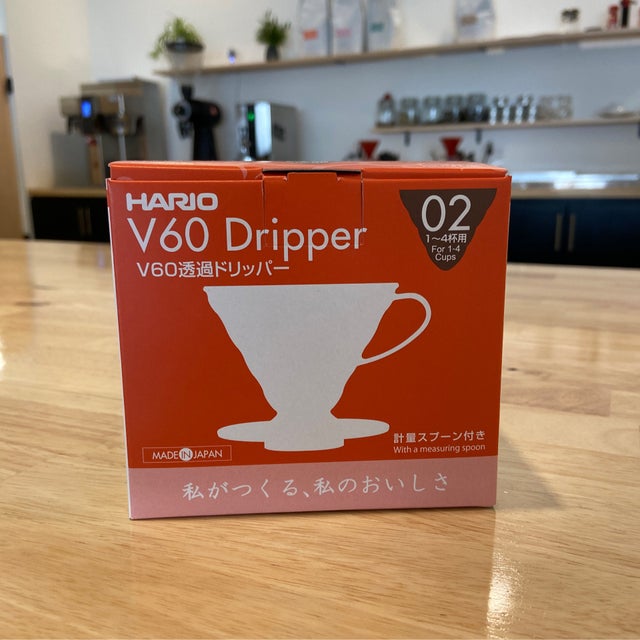 HARIO
V60 Dripper
V60透過ドリッパー
02
1〜4杯用
For 1-4
Cups
計量スプーン付き
With a measuring spoon
MADE IN JAPAN
私がつくる、私のおいしさ